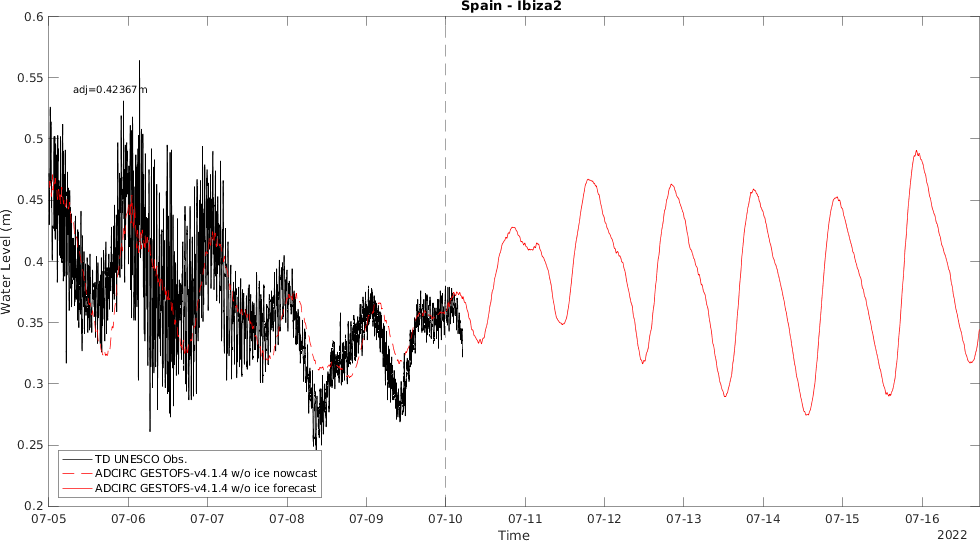 Spain - Ibiza2
0.6
0.55
0.5
0.45
0.4
0.35
0.3
0.25
0.2
Water Level (m)
adj=0.42367m
TD UNESCO Obs.
ADCIRC GESTOFS-v4.1.4 w/o ice nowcast
ADCIRC GESTOFS-v4.1.4 w/o ice forecast
07-05 07-06 07-07 07-08 07-09 07-10 07-11 07-12 07-13 07-14 07-15 07-16
Time
2022